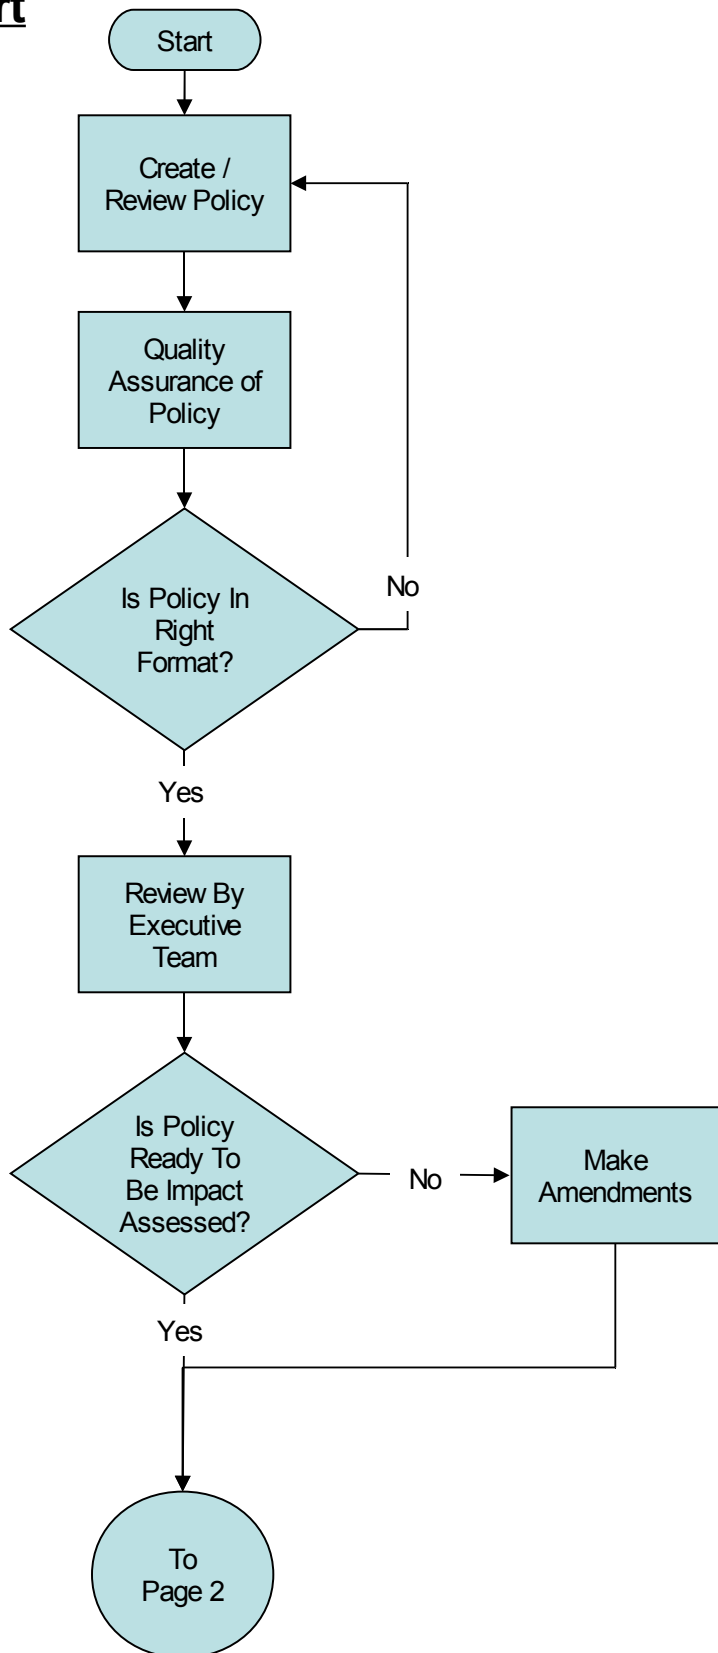 rt
Start
Create /
Review Policy
Quality
Assurance of
Policy
Is Policy In
Right
Format?
No
Yes
Review By
Executive
Team
Is Policy
Ready To
Be Impact
Assessed?
No
Make
Amendments
Yes
To
Page 2